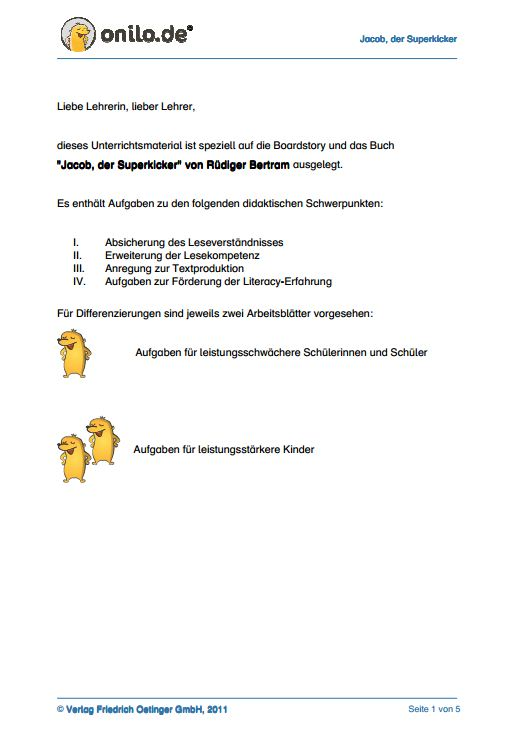 onilo.de
Jacob, der Superkicker
Liebe Lehrerin, lieber Lehrer,
dieses Unterrichtsmaterial ist speziell auf die Boardstory und das Buch
"Jacob, der Superkicker" von Rüdiger Bertram ausgelegt.
Es enthält Aufgaben zu den folgenden didaktischen Schwerpunkten:
I. Absicherung des Leseverständnisses
II. Erweiterung der Lesekompetenz
III. Anregung zur Textproduktion
IV. Aufgaben zur Förderung der Literacy-Erfahrung
Für Differenzierungen sind jeweils zwei Arbeitsblätter vorgesehen:
Aufgaben für leistungsschwächere Schülerinnen und Schüler
Aufgaben für leistungsstärkere Kinder
© Verlag Friedrich Oetinger GmbH, 2011
Seite 1 von 5